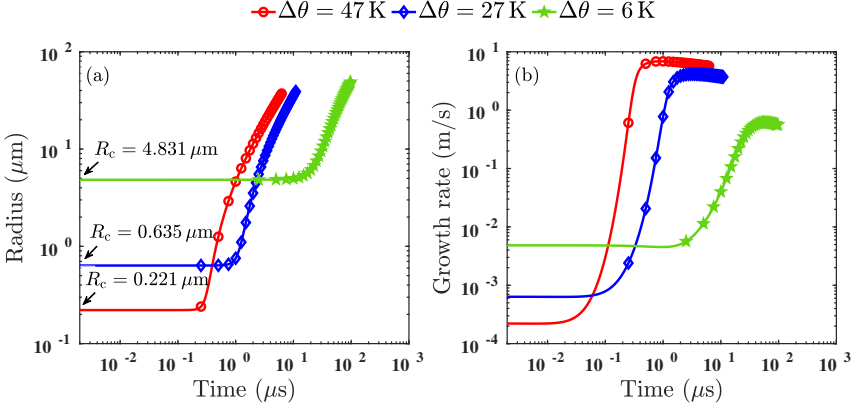 Δθ = 47 K Δθ = 27 K Δθ = 6 K
(a)
R_c = 4.831 μm
R_c = 0.635 μm
R_c = 0.221 μm
Radius (μm)
10^2
10^1
10^0
10^-1
10^-2 10^-1 10^0 10^1 10^2 10^3
Time (μs)
(b)
Growth rate (m/s)
10^1
10^0
10^-1
10^-2
10^-3
10^-4
10^-2 10^-1 10^0 10^1 10^2 10^3
Time (μs)